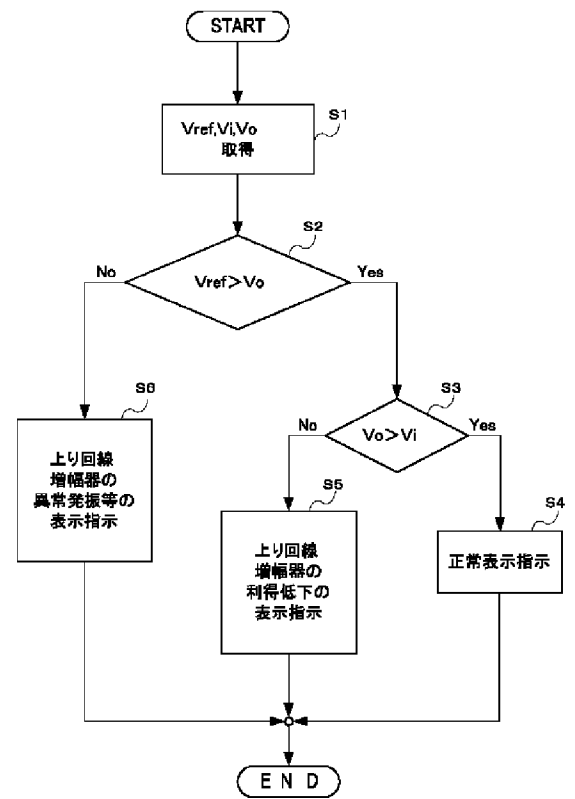 START
S1
Vref,Vi,Vo
取得
S2
No
Vref>Vo
Yes
S6
S3
上り回線
増幅器の
異常発振等の
表示指示
No
Vo>Vi
Yes
S5
S4
上り回線
増幅器の
利得低下の
表示指示
正常表示指示
END